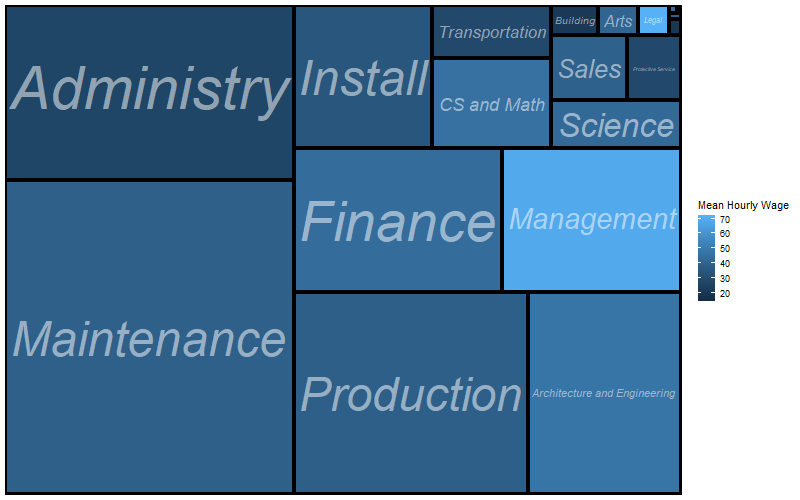 Administry
Install
Transportation
Building
Arts
Legal
CS and Math
Sales
Protective Service
Science
Finance
Management
Mean Hourly Wage
70
60
50
40
30
20
Maintenance
Production
Architecture and Engineering